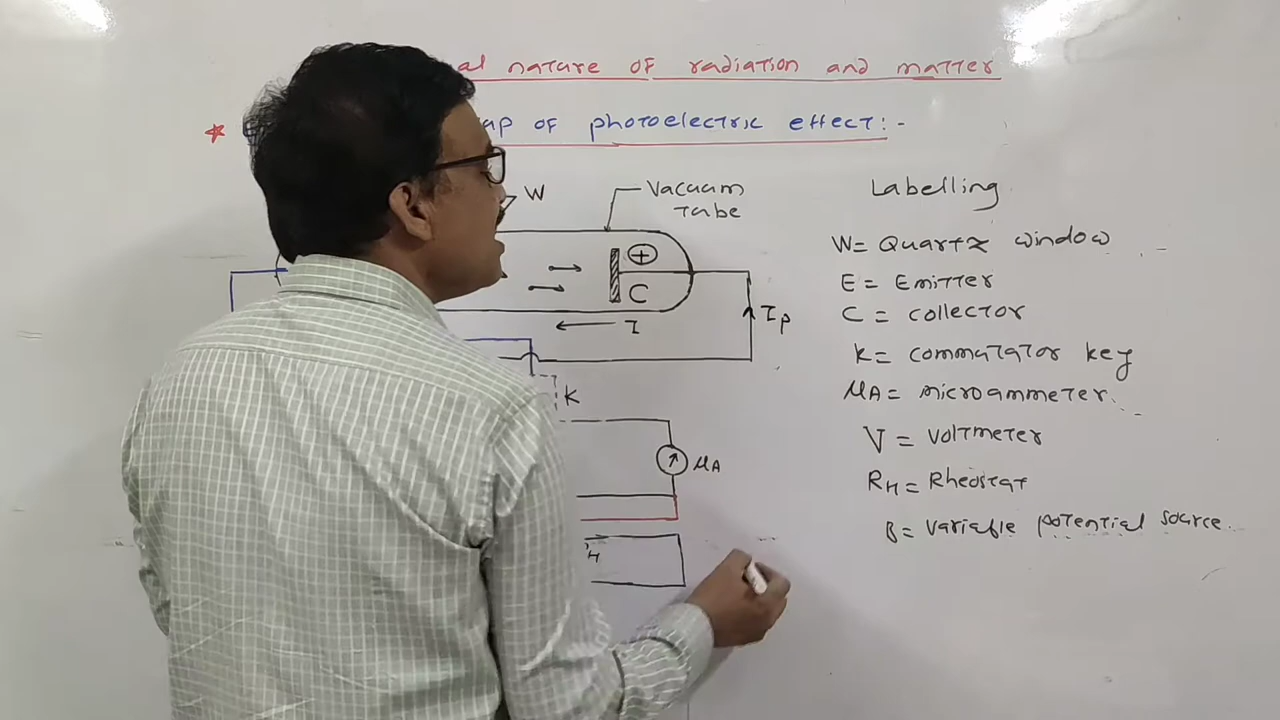 nature of radiation and matter
* of photoelectric effect:-
W
Vacuum
tube
Labelling
W= Quartz window
+
E = Emitter
C
C = collector
I
Ip
K= commutator key
K
μA= microammeter
V = voltmeter
μA
RH= Rheostat
B= variable potential source
H